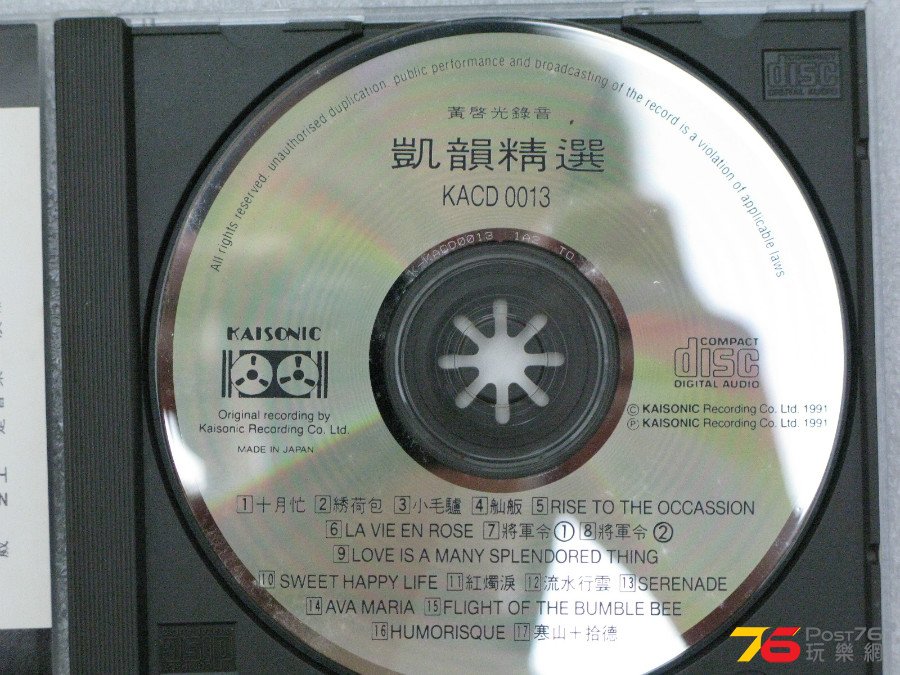 All rights reserved. unauthorised duplication, public performance and broadcasting of the record is a violation of applicable laws
COMPACT
disc
DIGITAL AUDIO
黃啓光錄音
凱韻精選
KACD 0013
K-KACD0013 1A2 TO
KAISONIC
Original recording by
Kaisonic Recording Co. Ltd.
MADE IN JAPAN
COMPACT
disc
DIGITAL AUDIO
Ⓒ KAISONIC Recording Co. Ltd. 1991
Ⓟ KAISONIC Recording Co. Ltd. 1991
1 十月忙 2 綉荷包 3 小毛驢 4 舢舨 5 RISE TO THE OCCASSION
6 LA VIE EN ROSE 7 將軍令① 8 將軍令②
9 LOVE IS A MANY SPLENDORED THING
10 SWEET HAPPY LIFE 11 紅燭淚 12 流水行雲 13 SERENADE
14 AVA MARIA 15 FLIGHT OF THE BUMBLE BEE
16 HUMORISQUE 17 寒山＋拾德
76 Post76
玩樂網